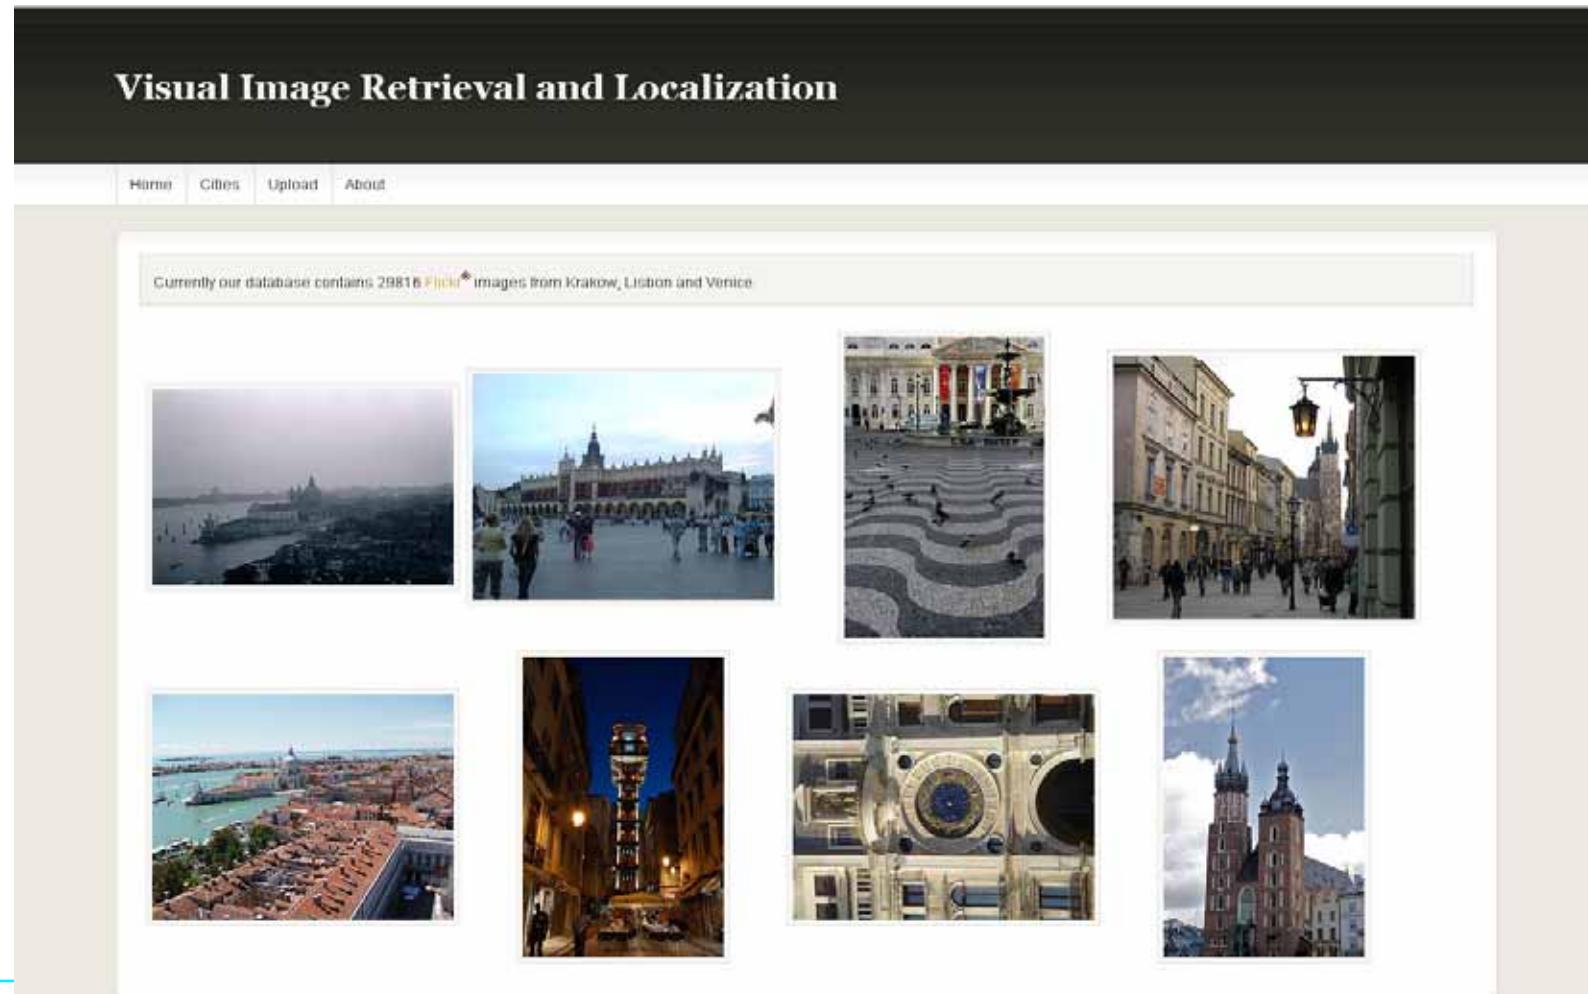 Visual Image Retrieval and Localization
Home Cities Upload About
Currently our database contains 29816 Flickr® images from Krakow, Lisbon and Venice